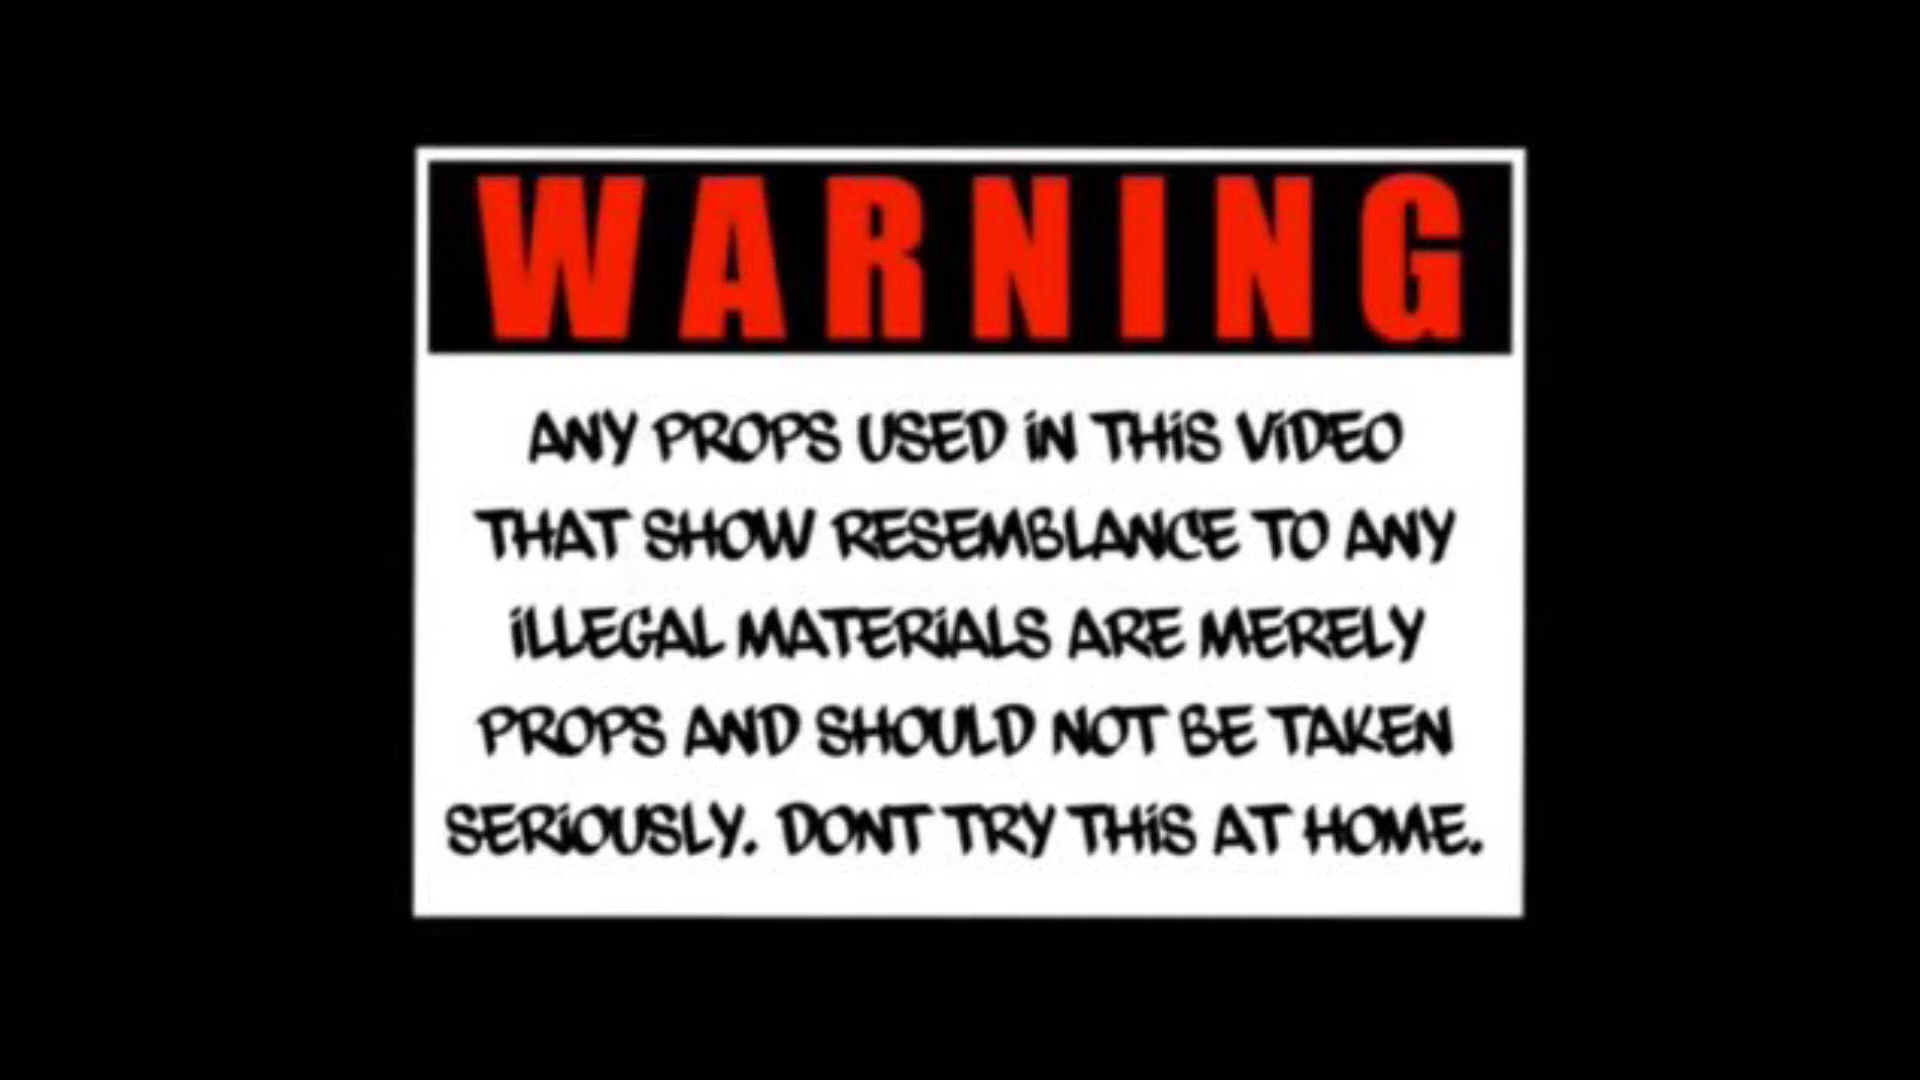 WARNING
ANY PROPS USED iN THiS ViDEO
THAT SHOW RESEMBLANCE TO ANY
iLLEGAL MATERiALS ARE MERELY
PROPS AND SHOULD NOT BE TAKEN
SERiOUSLY. DONT TRY THiS AT HOME.